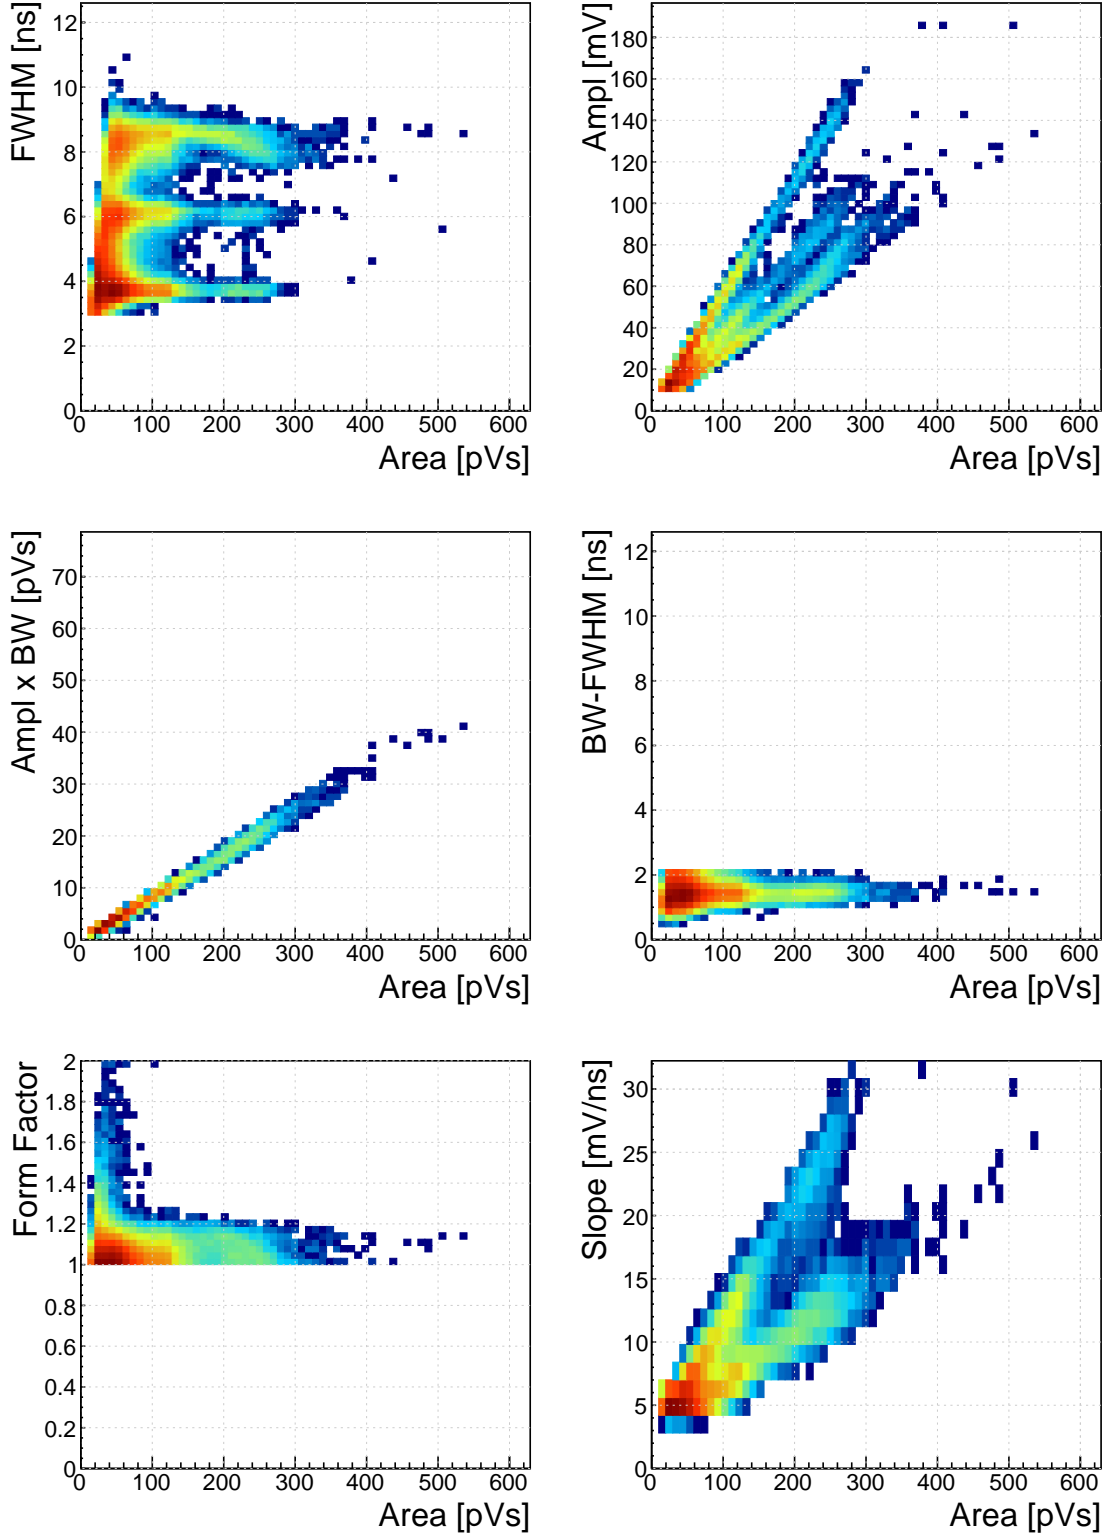 FWHM [ns]
12
10
8
6
4
2
0
0 100 200 300 400 500 600
Area [pVs]
Ampl [mV]
180
160
140
120
100
80
60
40
20
0
0 100 200 300 400 500 600
Area [pVs]
Ampl x BW [pVs]
70
60
50
40
30
20
10
0
0 100 200 300 400 500 600
Area [pVs]
BW-FWHM [ns]
12
10
8
6
4
2
0
0 100 200 300 400 500 600
Area [pVs]
Form Factor
2
1.8
1.6
1.4
1.2
1
0.8
0.6
0.4
0.2
0
0 100 200 300 400 500 600
Area [pVs]
Slope [mV/ns]
30
25
20
15
10
5
0
0 100 200 300 400 500 600
Area [pVs]